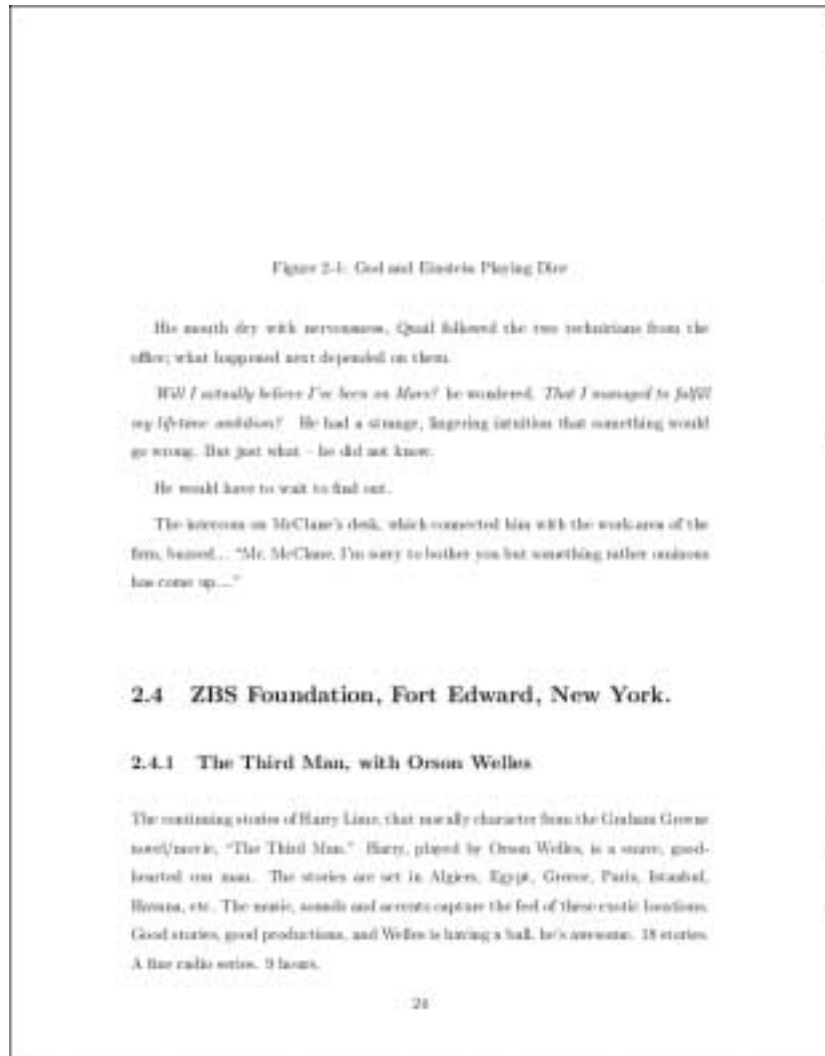 Figure 2-1: God and Einstein Playing Dice
His mouth dry with nervousness, Quail followed the two technicians from the
office; what happened next depended on them.
Will I actually believe I've been on Mars? he wondered. That I managed to fulfill
my lifetime ambition? He had a strange, lingering intuition that something would
go wrong. But just what – he did not know.
He would have to wait to find out.
The intercom on McClane's desk, which connected him with the work-area of the
firm, buzzed... "Mr. McClane, I'm sorry to bother you but something rather ominous
has come up...."
2.4 ZBS Foundation, Fort Edward, New York.
2.4.1 The Third Man, with Orson Welles
The continuing stories of Harry Lime, that morally character from the Graham Greene
novel/movie, "The Third Man." Harry, played by Orson Welles, is a suave, good-
hearted con man. The stories are set in Algiers, Egypt, Greece, Paris, Istanbul,
Havana, etc. The music, sounds and accents capture the feel of these exotic locations.
Good stories, good productions, and Welles is having a ball, he's awesome. 18 stories.
A fine radio series. 9 hours.
24